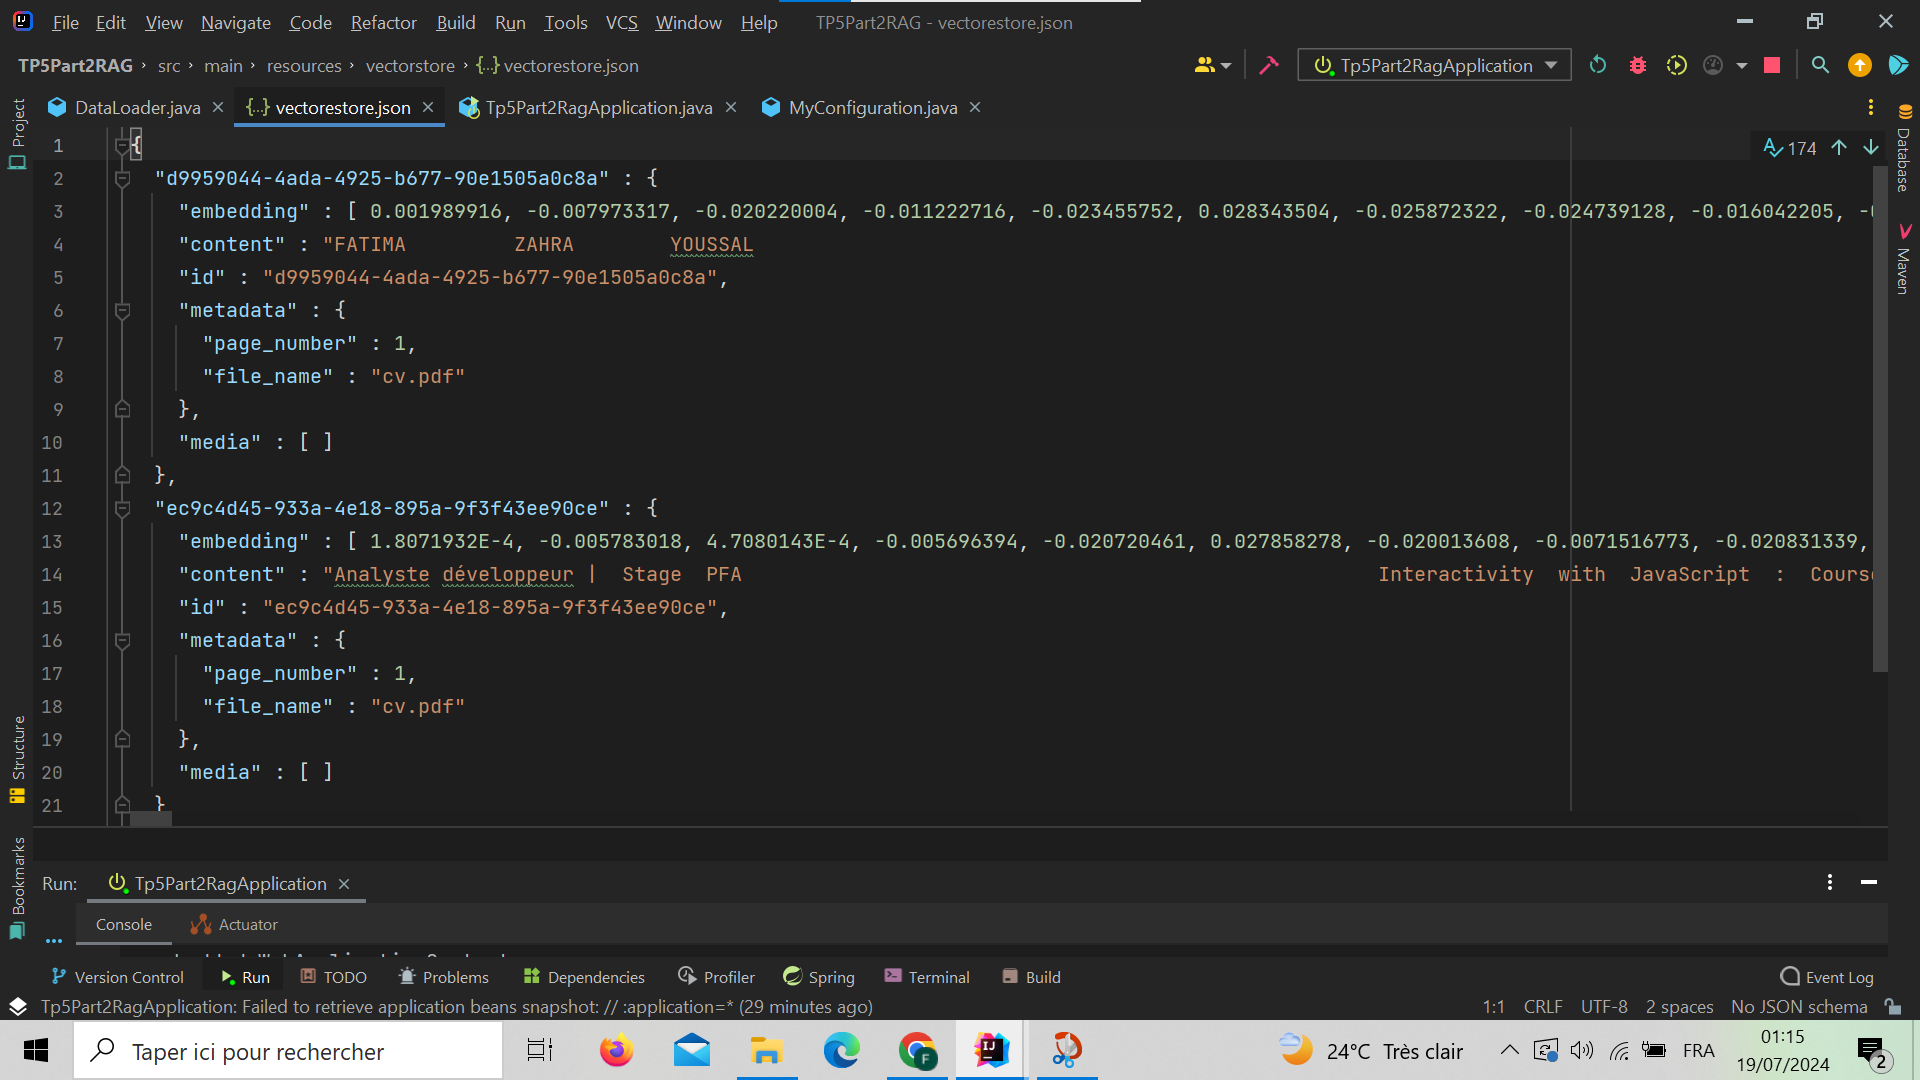 File Edit View Navigate Code Refactor Build Run Tools VCS Window Help TP5Part2RAG - vectorestore.json
TP5Part2RAG › src › main › resources › vectorstore › {...} vectorestore.json Tp5Part2RagApplication
DataLoader.java vectorestore.json Tp5Part2RagApplication.java MyConfiguration.java
Project
Structure
Bookmarks
Database
Maven
174
1 {
2 "d9959044-4ada-4925-b677-90e1505a0c8a" : {
3 "embedding" : [ 0.001989916, -0.007973317, -0.020220004, -0.011222716, -0.023455752, 0.028343504, -0.025872322, -0.024739128, -0.016042205,
4 "content" : "FATIMA ZAHRA YOUSSAL
5 "id" : "d9959044-4ada-4925-b677-90e1505a0c8a",
6 "metadata" : {
7 "page_number" : 1,
8 "file_name" : "cv.pdf"
9 },
10 "media" : [ ]
11 },
12 "ec9c4d45-933a-4e18-895a-9f3f43ee90ce" : {
13 "embedding" : [ 1.8071932E-4, -0.005783018, 4.7080143E-4, -0.005696394, -0.020720461, 0.027858278, -0.020013608, -0.0071516773, -0.020831339,
14 "content" : "Analyste développeur | Stage PFA Interactivity with JavaScript : Cours
15 "id" : "ec9c4d45-933a-4e18-895a-9f3f43ee90ce",
16 "metadata" : {
17 "page_number" : 1,
18 "file_name" : "cv.pdf"
19 },
20 "media" : [ ]
21 }
Run: Tp5Part2RagApplication
Console Actuator
Version Control Run TODO Problems Dependencies Profiler Spring Terminal Build Event Log
Tp5Part2RagApplication: Failed to retrieve application beans snapshot: // :application=* (29 minutes ago) 1:1 CRLF UTF-8 2 spaces No JSON schema
Taper ici pour rechercher 24°C Très clair FRA 01:15
19/07/2024 2